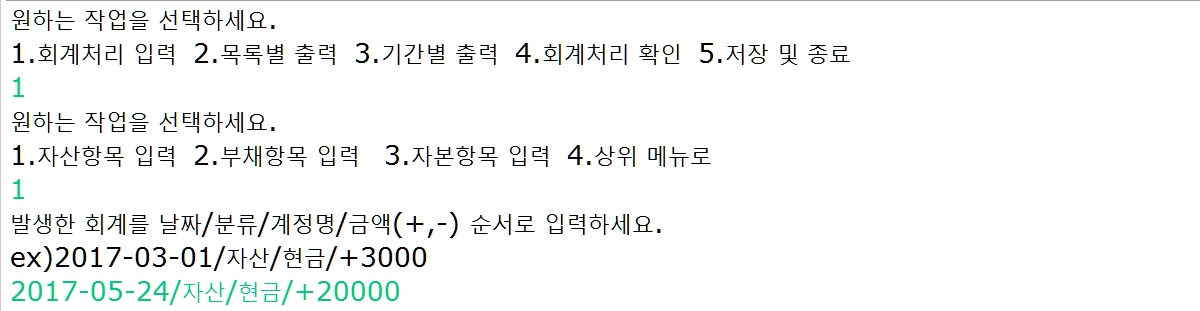 원하는 작업을 선택하세요.
1.회계처리 입력 2.목록별 출력 3.기간별 출력 4.회계처리 확인 5.저장 및 종료
1
원하는 작업을 선택하세요.
1.자산항목 입력 2.부채항목 입력 3.자본항목 입력 4.상위 메뉴로
1
발생한 회계를 날짜/분류/계정명/금액(+,-) 순서로 입력하세요.
ex)2017-03-01/자산/현금/+3000
2017-05-24/자산/현금/+20000